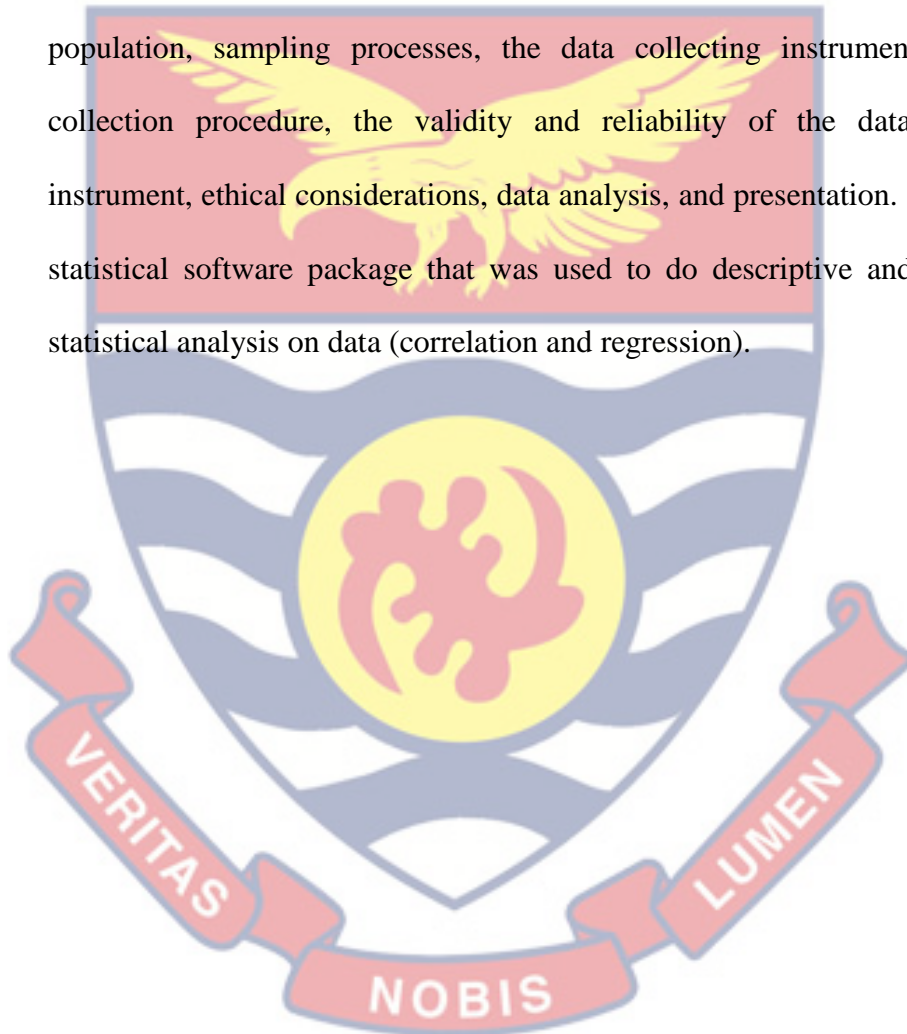 population, sampling processes, the data collecting instrumen
collection procedure, the validity and reliability of the data
instrument, ethical considerations, data analysis, and presentation.
statistical software package that was used to do descriptive and
statistical analysis on data (correlation and regression).
VERITAS
NOBIS
LUMEN